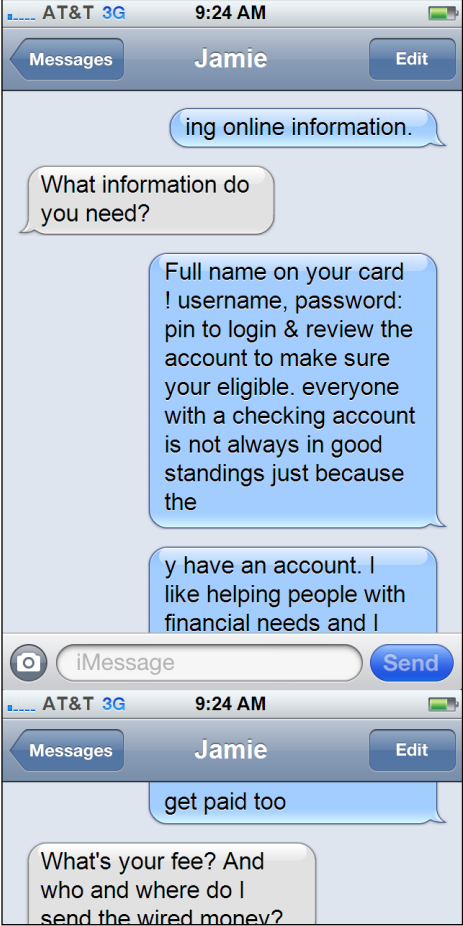 AT&T 3G 9:24 AM
Messages Jamie Edit
ing online information.
What information do
you need?
Full name on your card
! username, password:
pin to login & review the
account to make sure
your eligible. everyone
with a checking account
is not always in good
standings just because
the
y have an account. I
like helping people with
financial needs and I
iMessage Send
AT&T 3G 9:24 AM
Messages Jamie Edit
get paid too
What's your fee? And
who and where do I
send the wired money?